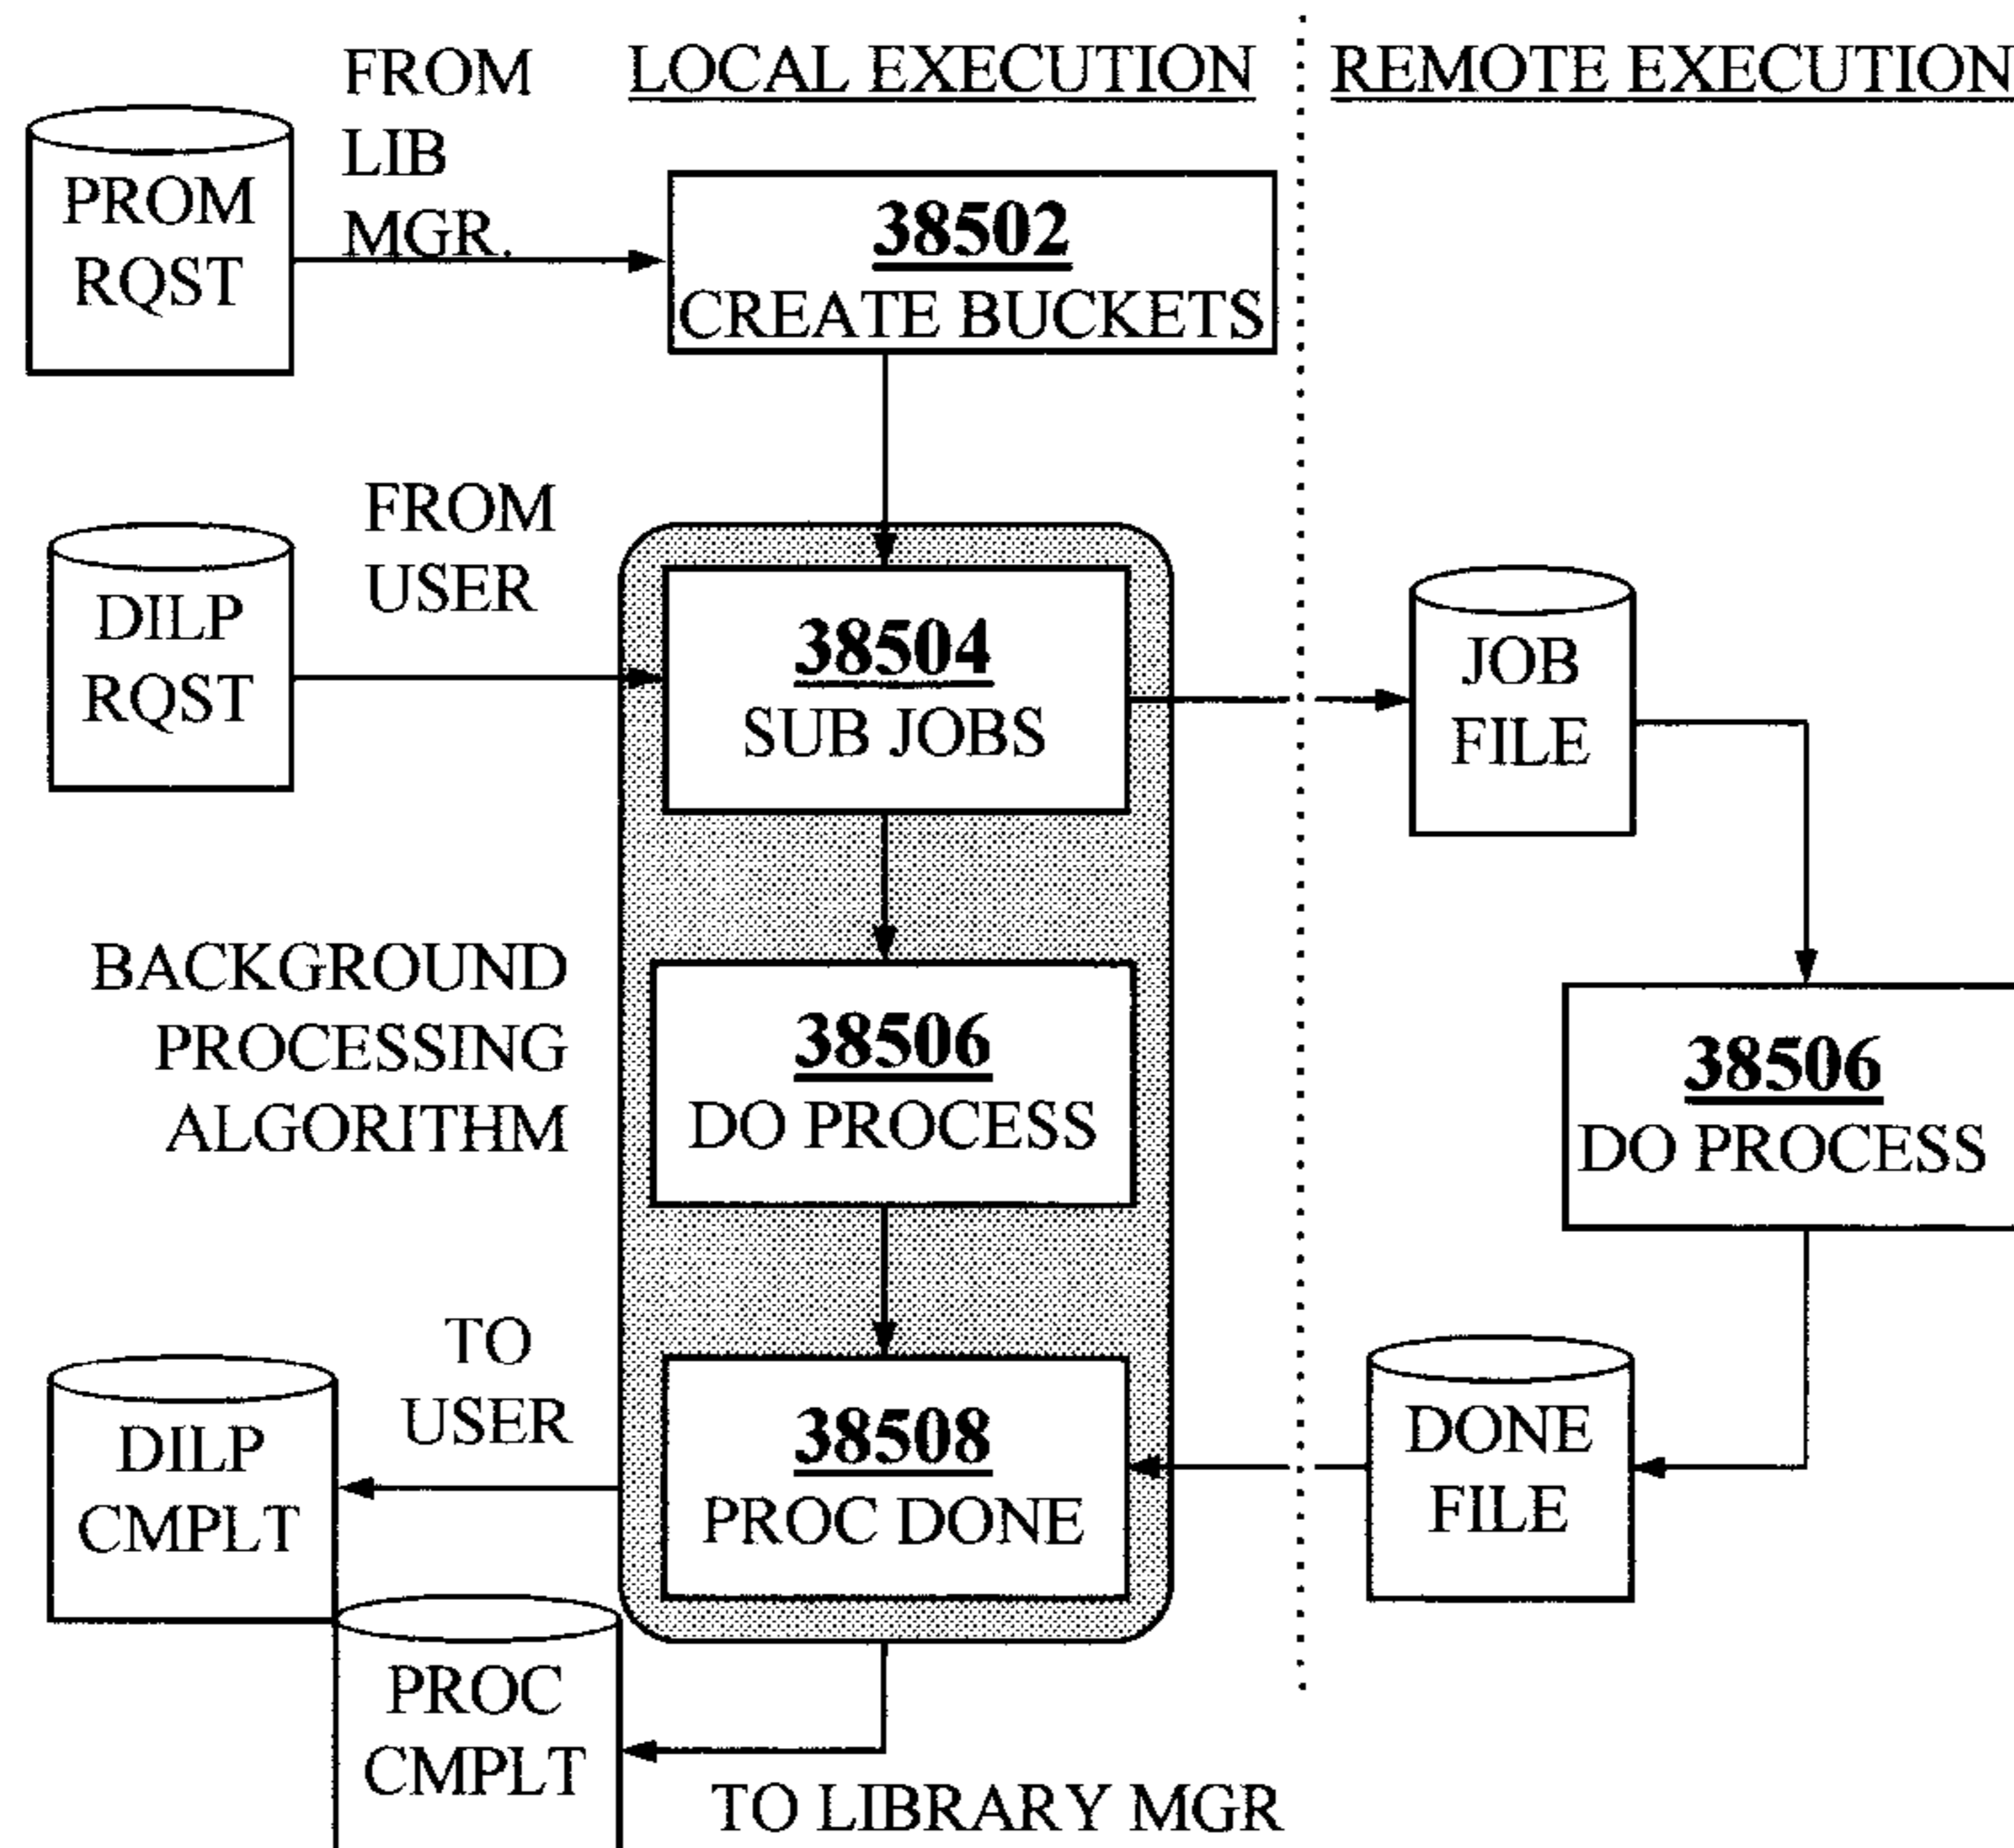 FROM
LIB
MGR.
LOCAL EXECUTION
REMOTE EXECUTION
PROM
RQST
38502
CREATE BUCKETS
FROM
USER
DILP
RQST
38504
SUB JOBS
JOB
FILE
BACKGROUND
PROCESSING
ALGORITHM
38506
DO PROCESS
38506
DO PROCESS
TO
USER
DILP
CMPLT
38508
PROC DONE
DONE
FILE
PROC
CMPLT
TO LIBRARY MGR